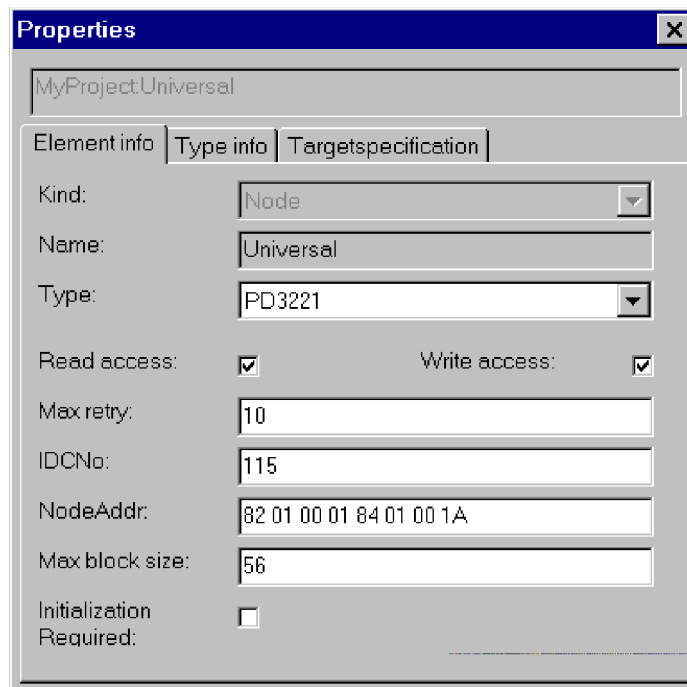 Properties
MyProject:Universal
Element info Type info Targetspecification
Kind: Node
Name: Universal
Type: PD3221
Read access: Write access:
Max retry: 10
IDCNo: 115
NodeAddr: 82 01 00 01 84 01 00 1A
Max block size: 56
Initialization
Required: